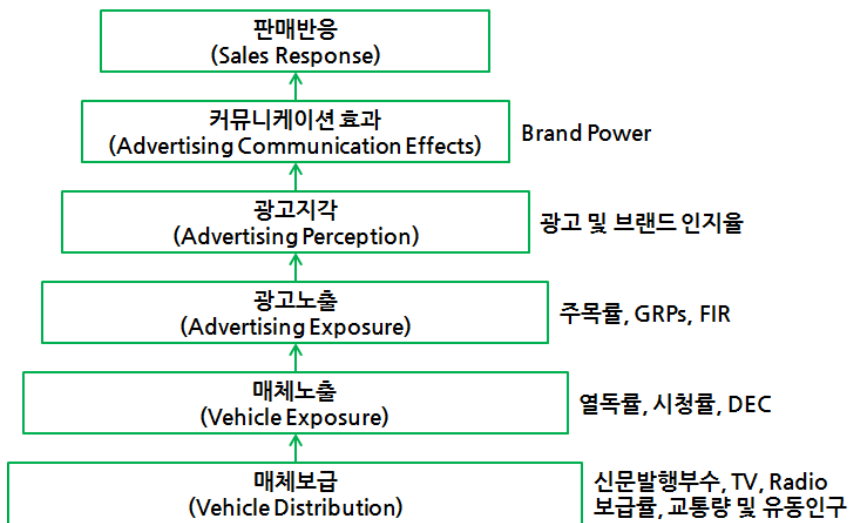 판매반응
(Sales Response)
커뮤니케이션 효과
(Advertising Communication Effects)
Brand Power
광고지각
(Advertising Perception)
광고 및 브랜드 인지율
광고노출
(Advertising Exposure)
주목률, GRPs, FIR
매체노출
(Vehicle Exposure)
열독률, 시청률, DEC
매체보급
(Vehicle Distribution)
신문발행부수, TV, Radio
보급률, 교통량 및 유동인구